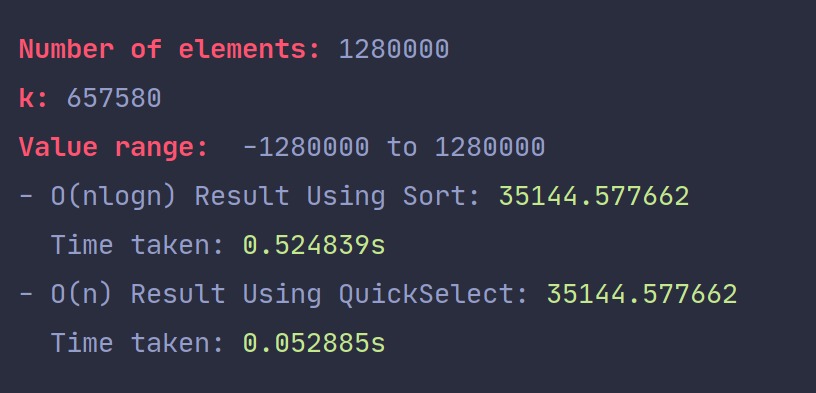 Number of elements: 1280000
k: 657580
Value range:  -1280000 to 1280000
- O(nlogn) Result Using Sort: 35144.577662
  Time taken: 0.524839s
- O(n) Result Using QuickSelect: 35144.577662
  Time taken: 0.052885s